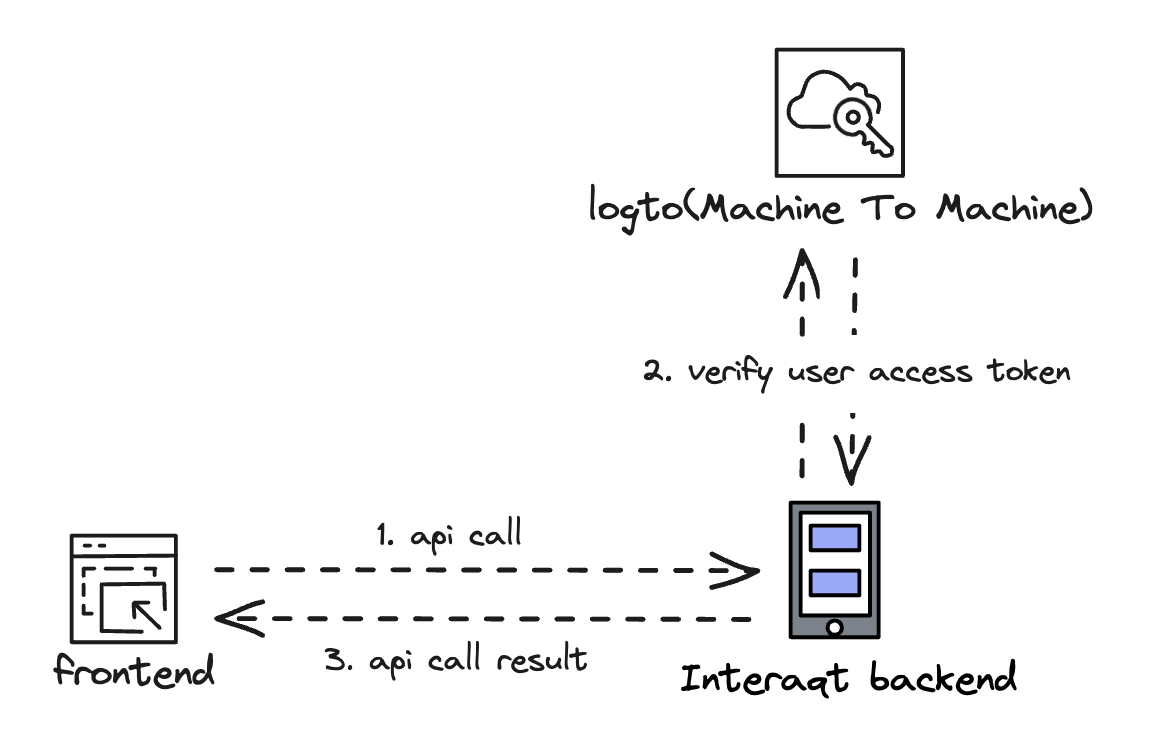 logto(Machine To Machine)
2. verify user access token
1. api call
3. api call result
frontend
Interaqt backend